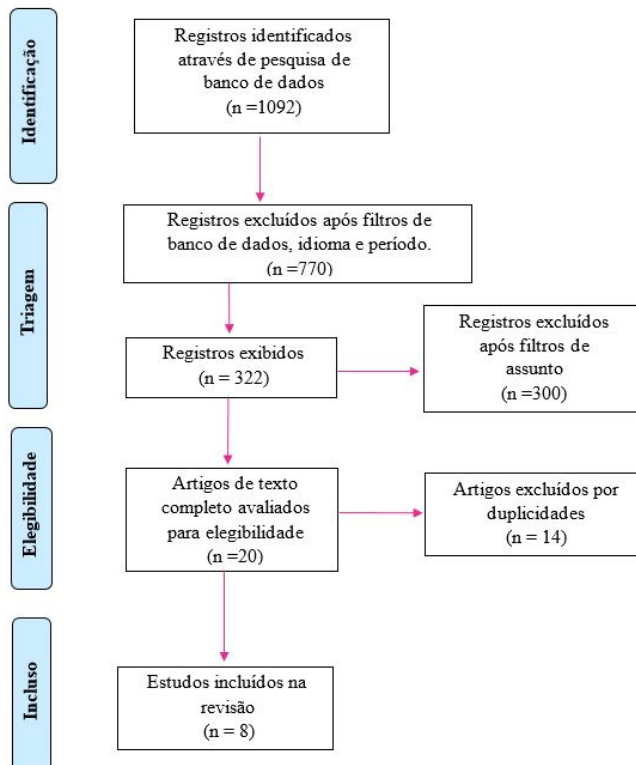 Identificação
Registros identificados
através de pesquisa de
banco de dados
(n =1092)
Triagem
Registros excluídos após filtros de
banco de dados, idioma e período.
(n =770)
Registros exibidos
(n = 322)
Registros excluídos
após filtros de
assunto
(n =300)
Elegibilidade
Artigos de texto
completo avaliados
para elegibilidade
(n =20)
Artigos excluídos por
duplicidades
(n = 14)
Incluso
Estudos incluídos na
revisão
(n = 8)